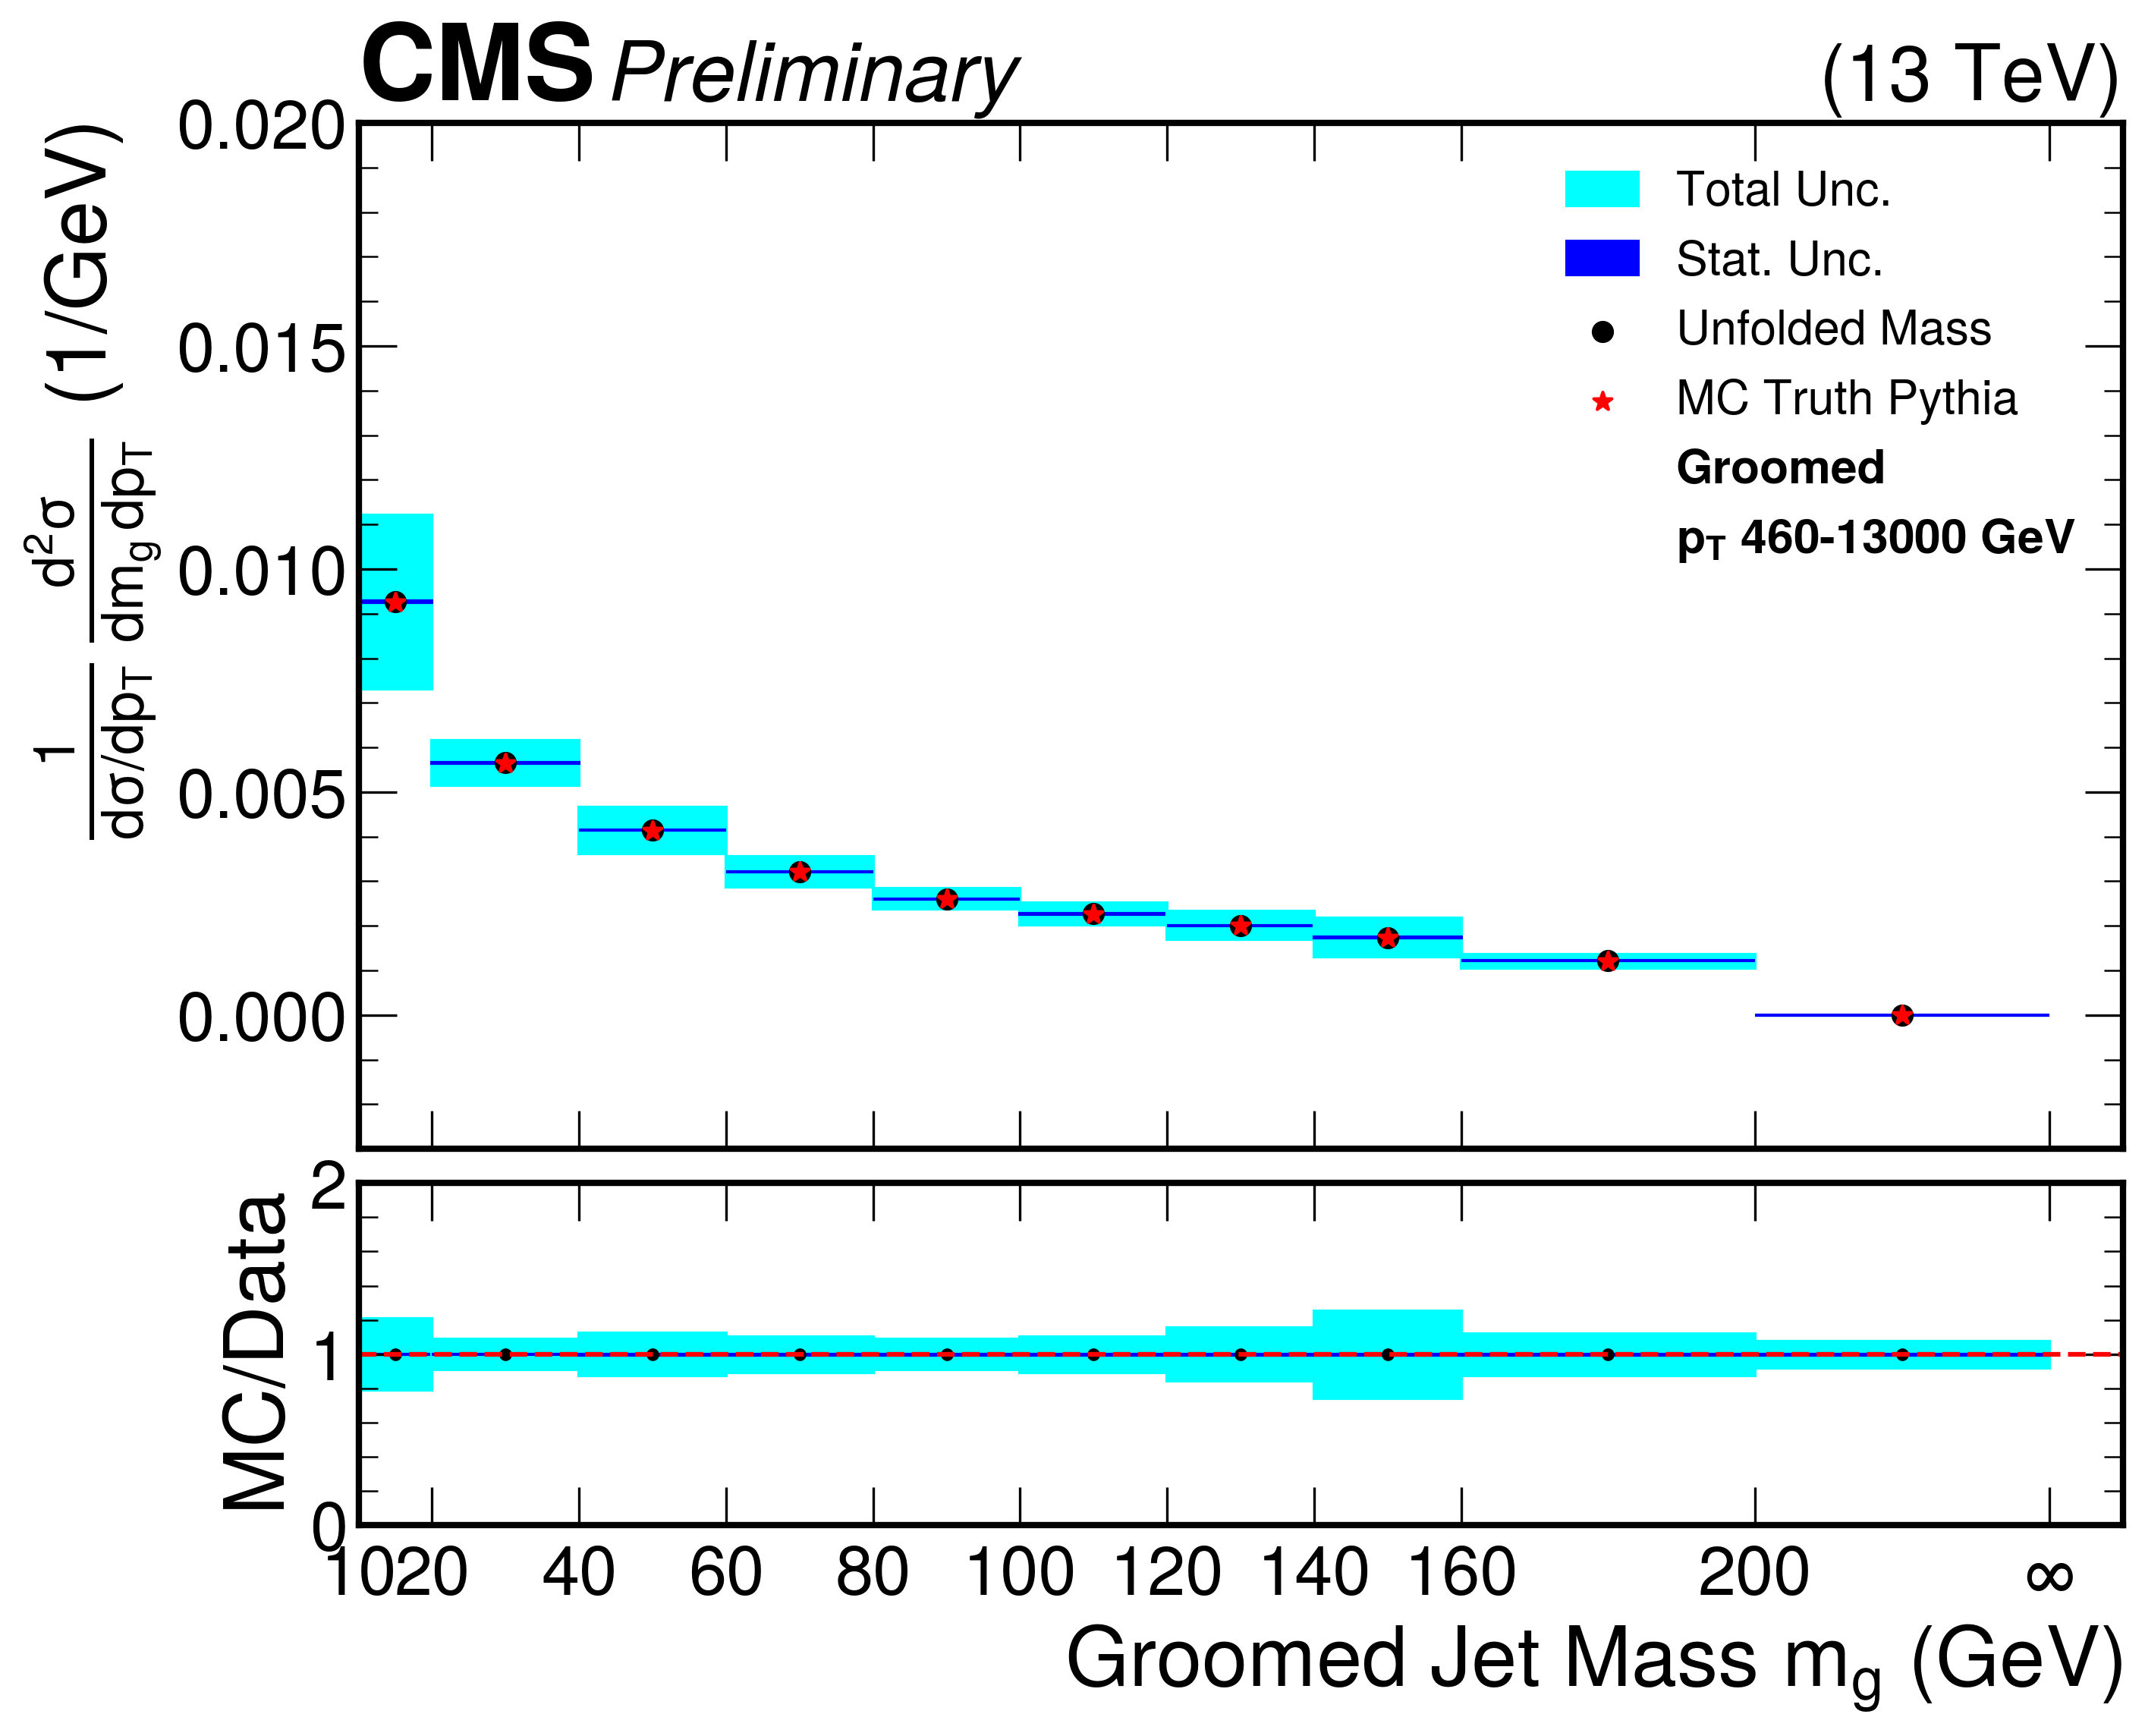 CMS Preliminary (13 TeV)
1/(dσ/dp_T) d²σ/(dm_g dp_T) (1/GeV)
0.020
0.015
0.010
0.005
0.000
Total Unc.
Stat. Unc.
Unfolded Mass
MC Truth Pythia
Groomed
p_T 460-13000 GeV
MC/Data
2
1
0
10 20 40 60 80 100 120 140 160 200 ∞
Groomed Jet Mass m_g (GeV)